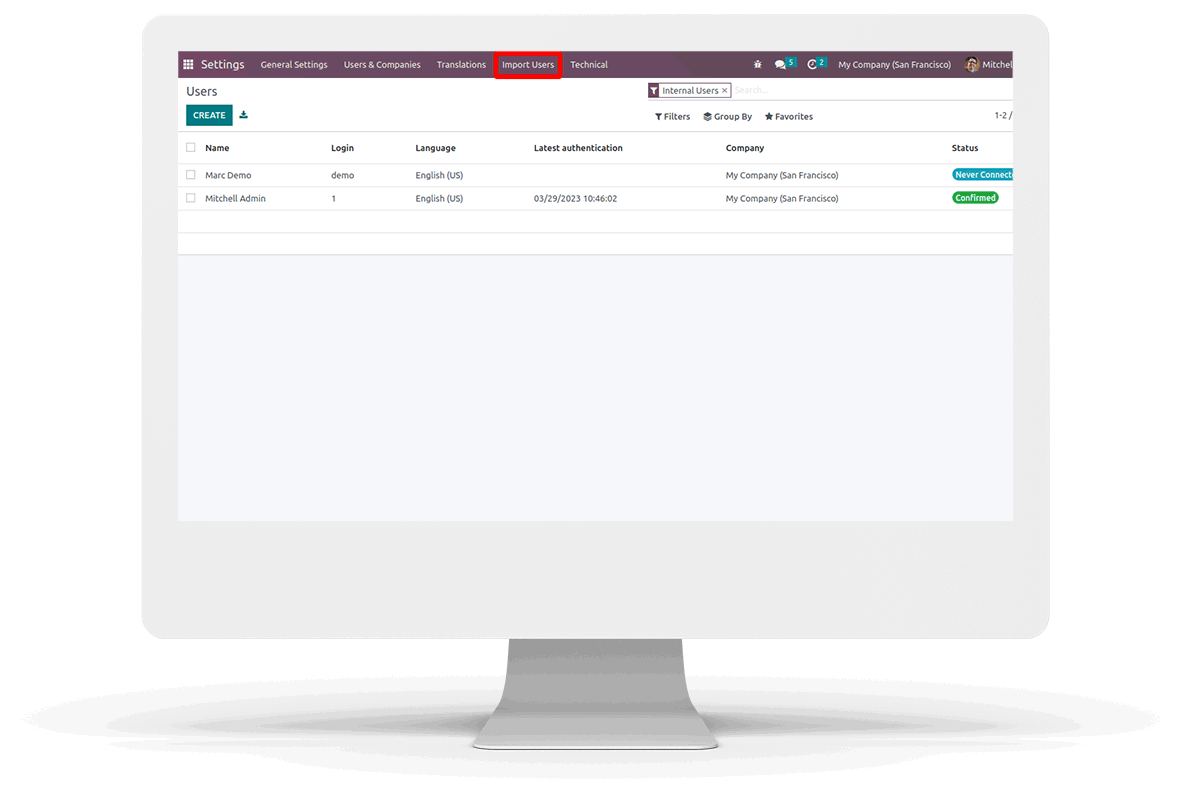 Settings General Settings Users & Companies Translations Import Users Technical 5 2 My Company (San Francisco) Mitchel
Users
Internal Users × Search...
CREATE
Filters Group By Favorites 1-2 /
Name Login Language Latest authentication Company Status
Marc Demo demo English (US) My Company (San Francisco) Never Connect
Mitchell Admin 1 English (US) 03/29/2023 10:46:02 My Company (San Francisco) Confirmed